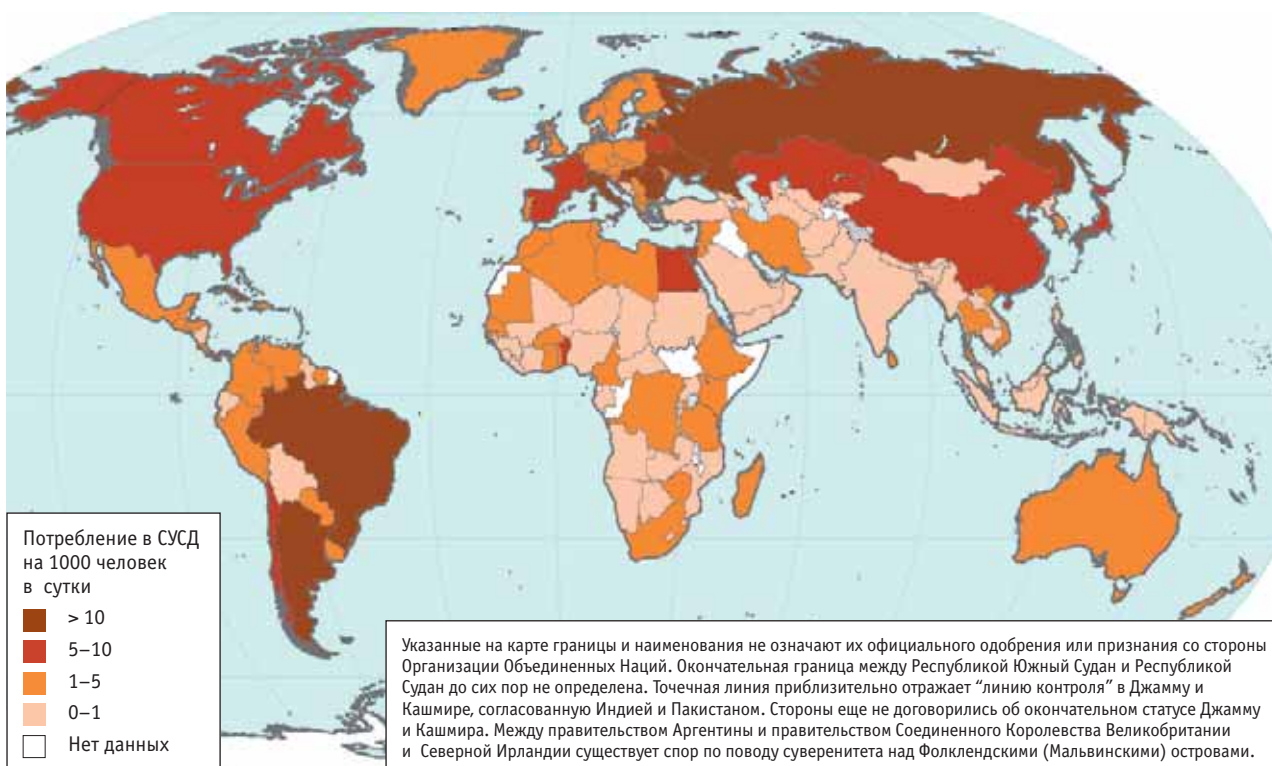 Потребление в СУСД
на 1000 человек
в сутки
> 10
5–10
1–5
0–1
Нет данных
Указанные на карте границы и наименования не означают их официального одобрения или признания со стороны
Организации Объединенных Наций. Окончательная граница между Республикой Южный Судан и Республикой
Судан до сих пор не определена. Точечная линия приблизительно отражает “линию контроля” в Джамму и
Кашмире, согласованную Индией и Пакистаном. Стороны еще не договорились об окончательном статусе Джамму
и Кашмира. Между правительством Аргентины и правительством Соединенного Королевства Великобритании
и Северной Ирландии существует спор по поводу суверенитета над Фолклендскими (Мальвинскими) островами.